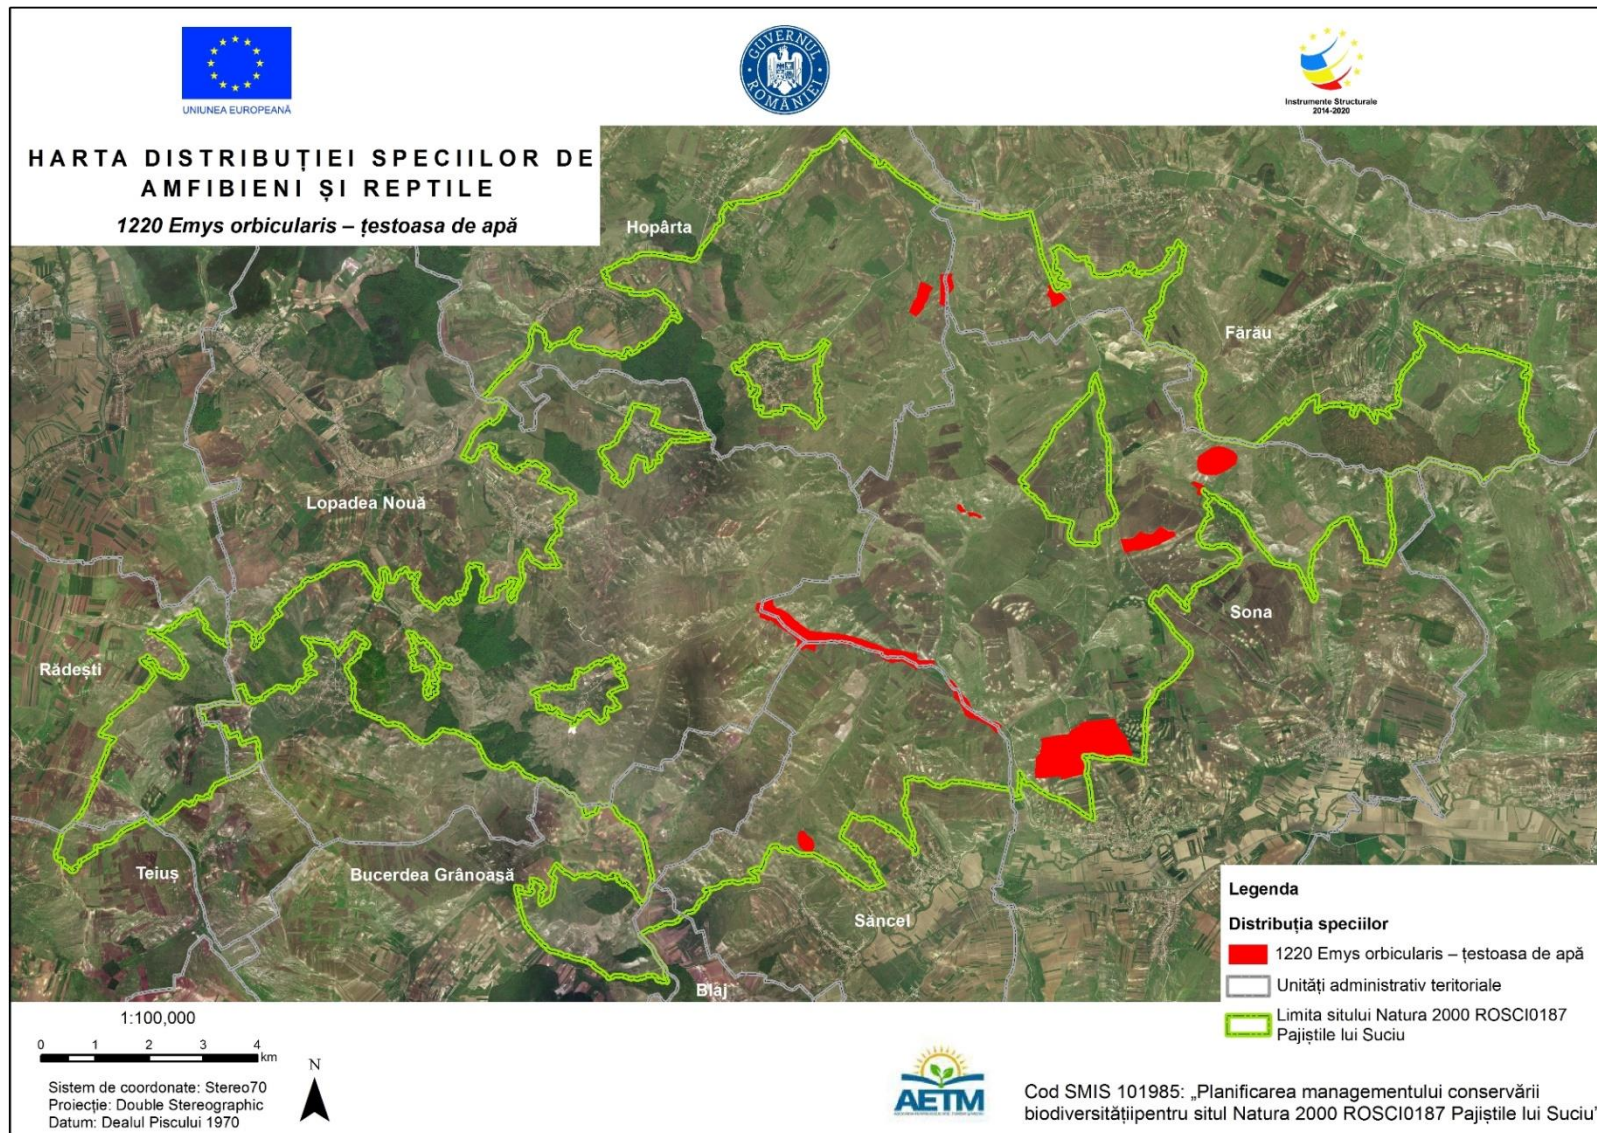 UNIUNEA EUROPEANĂ
GUVERNUL ROMÂNIEI
Instrumente Structurale
2014-2020
HARTA DISTRIBUȚIEI SPECIILOR DE
AMFIBIENI ȘI REPTILE
1220 Emys orbicularis – țestoasa de apă
Hopârta
Fărău
Lopadea Nouă
Sona
Rădești
Teiuș
Bucerdea Grânoasă
Săncel
Blaj
Legenda
Distribuția speciilor
1220 Emys orbicularis – țestoasa de apă
Unități administrativ teritoriale
Limita sitului Natura 2000 ROSCI0187
Pajiștile lui Suciu
1:100,000
0 1 2 3 4
km
N
Sistem de coordonate: Stereo70
Proiecție: Double Stereographic
Datum: Dealul Piscului 1970
AETM
Cod SMIS 101985: „Planificarea managementului conservării
biodiversitățiipentru situl Natura 2000 ROSCI0187 Pajiștile lui Suciu”